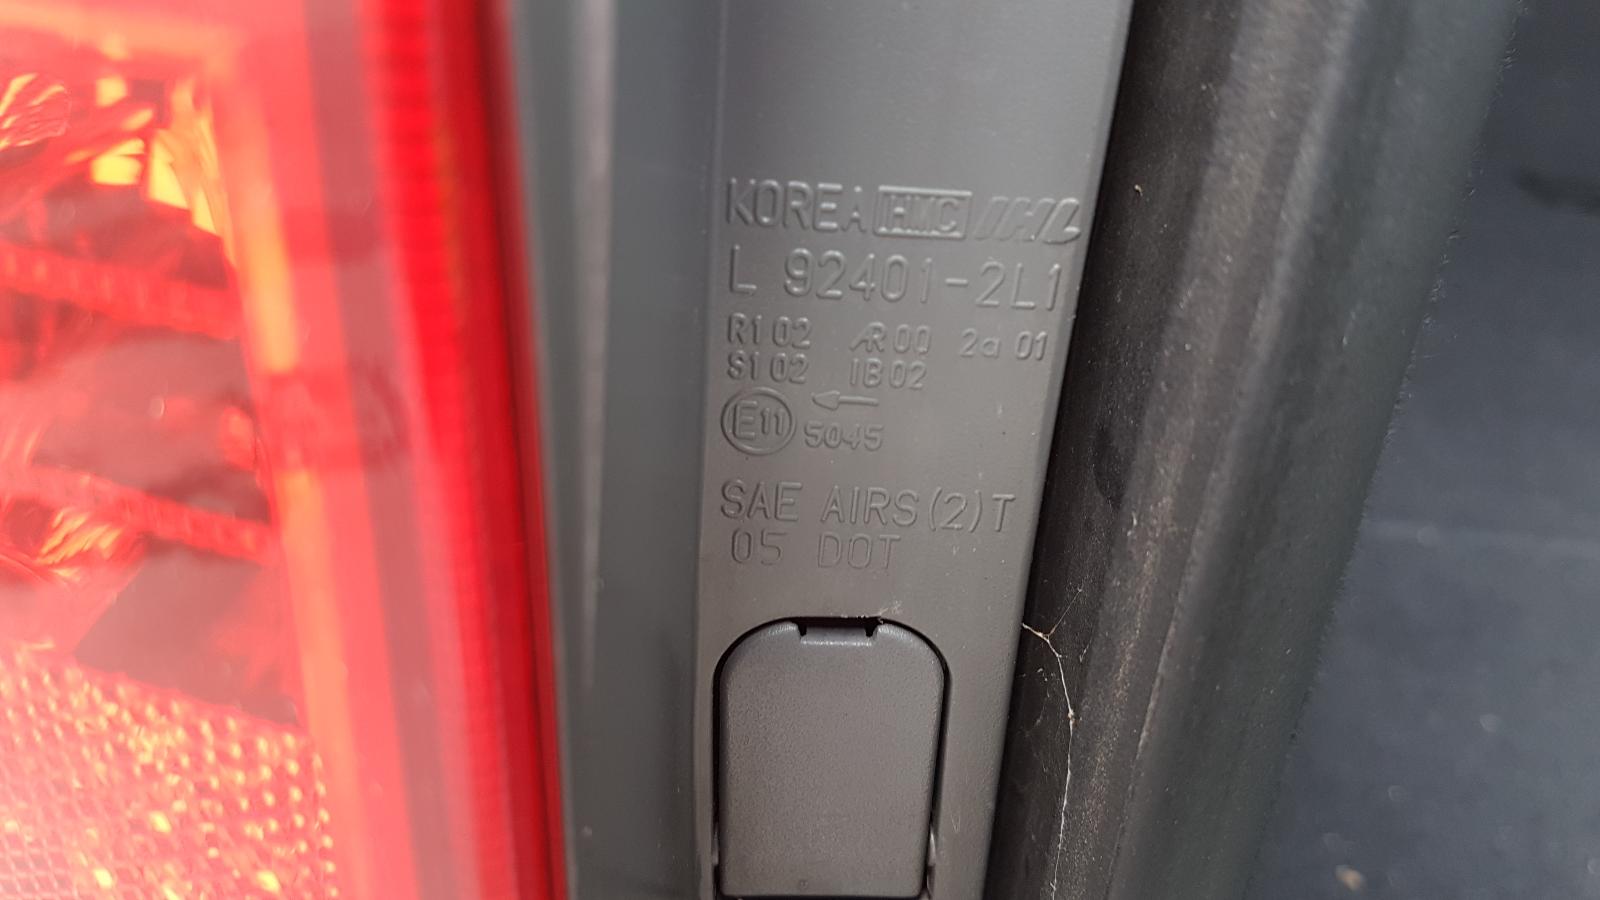 KOREA HMC IHL
L 92401-2L1
R1 02 AR 00 2a 01
S1 02 IB 02
←
E11 5045
SAE AIRS(2)T
05 DOT